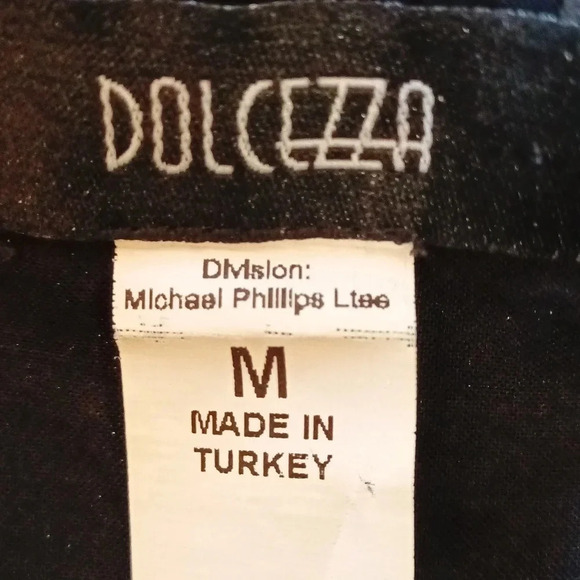 DOLCEZZA
Division:
Michael Phillips Ltee
M
MADE IN
TURKEY